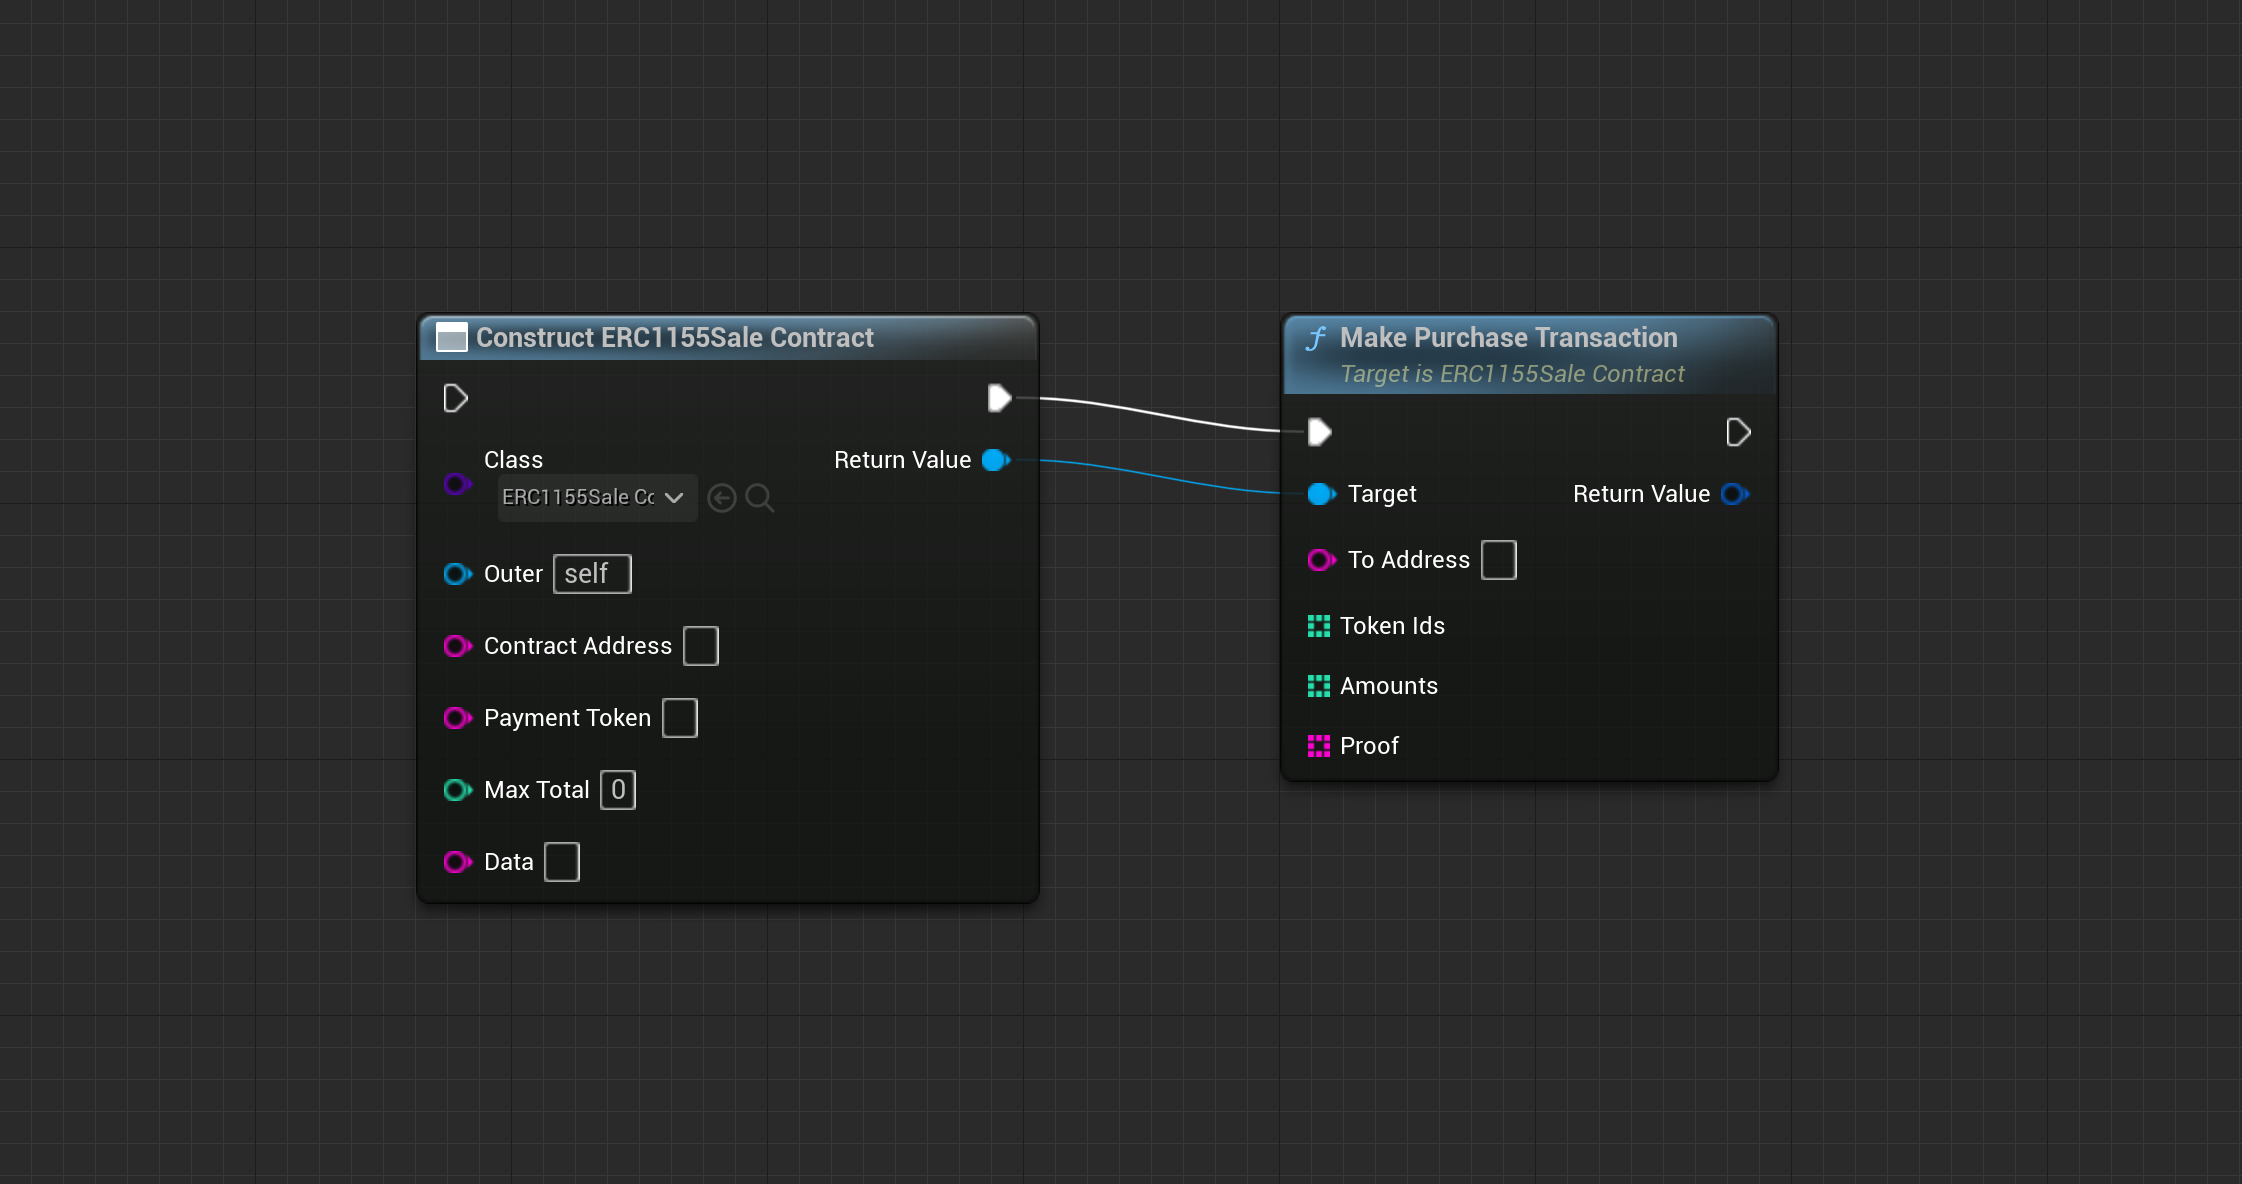 Construct ERC1155Sale Contract
Class
Return Value
ERC1155Sale Cc
Outer self
Contract Address
Payment Token
Max Total 0
Data
f Make Purchase Transaction
Target is ERC1155Sale Contract
Target
Return Value
To Address
Token Ids
Amounts
Proof